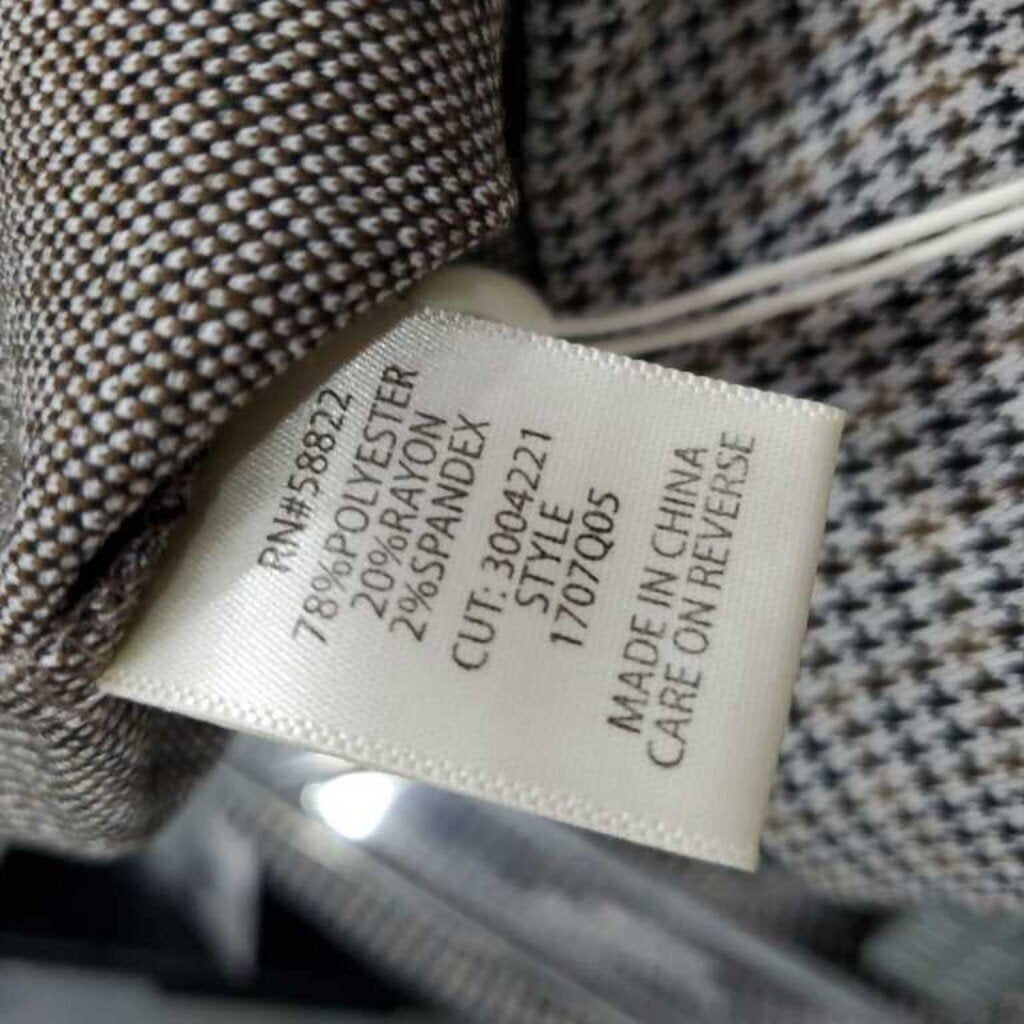 RN#58822
78%POLYESTER
20%RAYON
2%SPANDEX
CUT: 3004221
STYLE
1707Q05
MADE IN CHINA
CARE ON REVERSE